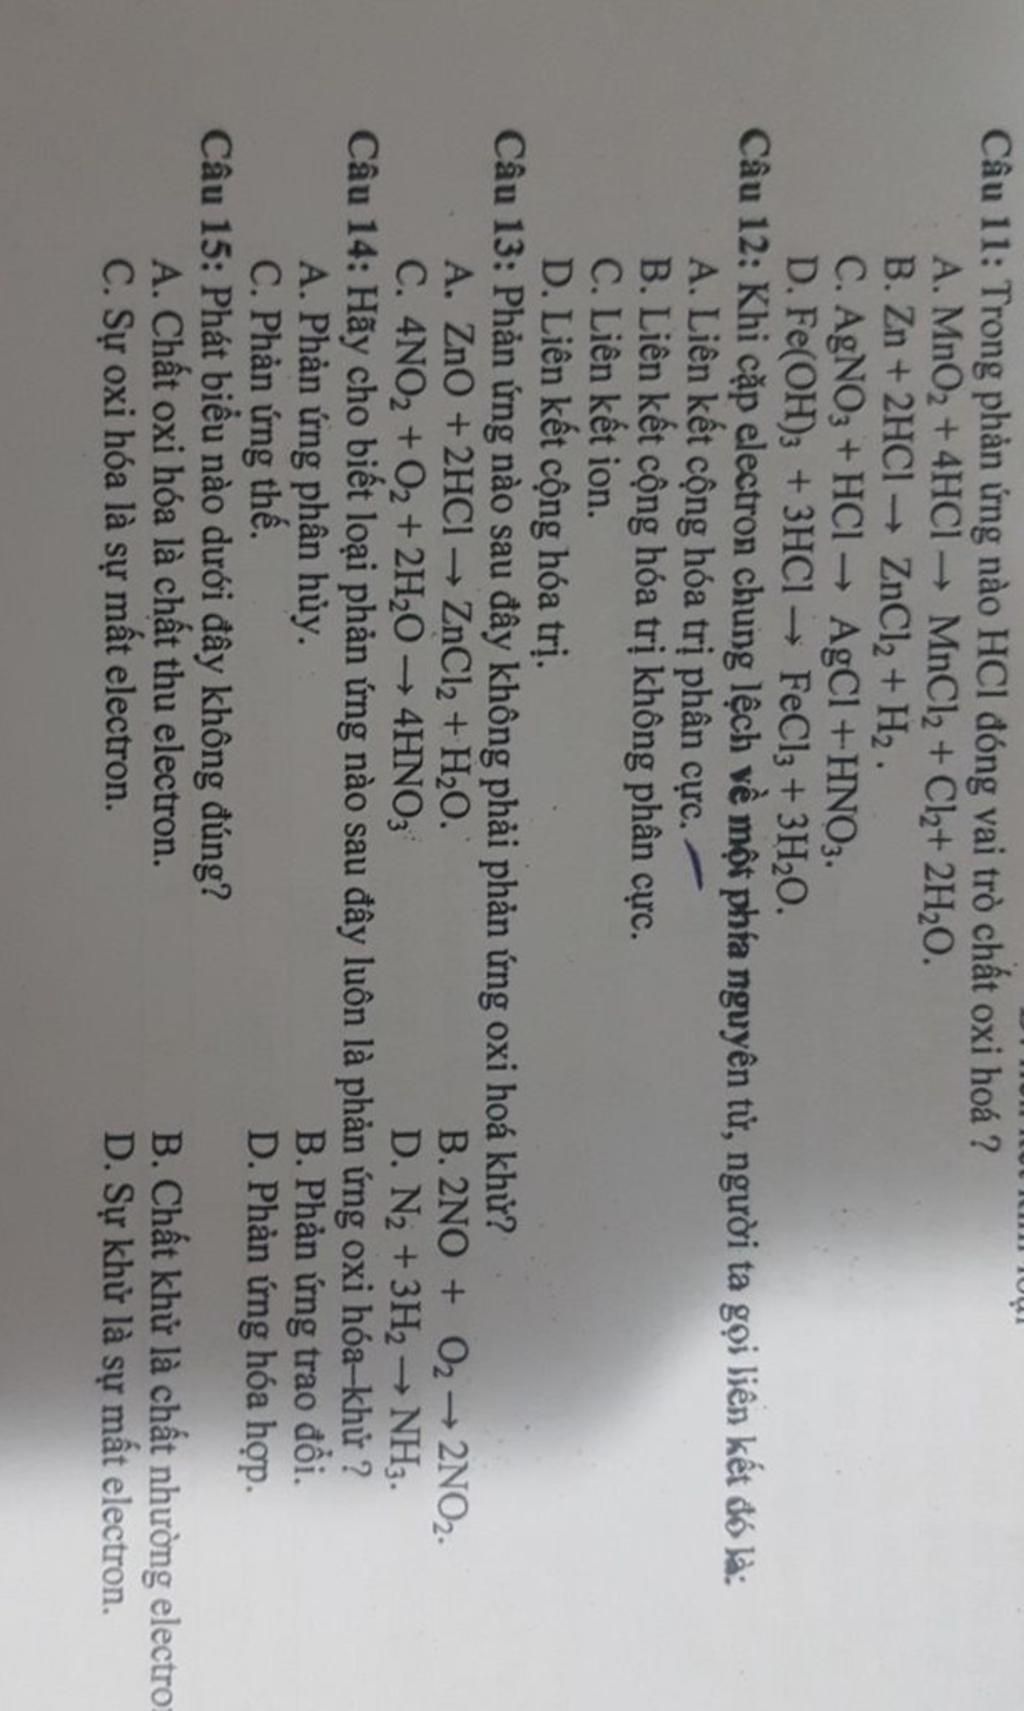 Câu 11: Trong phản ứng nào HCl đóng vai trò chất oxi hoá ?
A. MnO₂ + 4HCl → MnCl₂ + Cl₂+ 2H₂O.
B. Zn + 2HCl → ZnCl₂ + H₂ .
C. AgNO₃ + HCl → AgCl + HNO₃.
D. Fe(OH)₃ + 3HCl → FeCl₃ + 3H₂O.
Câu 12: Khi cặp electron chung lệch về một phía nguyên tử, người ta gọi liên kết đó là:
A. Liên kết cộng hóa trị phân cực.
B. Liên kết cộng hóa trị không phân cực.
C. Liên kết ion.
D. Liên kết cộng hóa trị.
Câu 13: Phản ứng nào sau đây không phải phản ứng oxi hoá khử?
A. ZnO + 2HCl → ZnCl₂ + H₂O. B. 2NO + O₂ → 2NO₂.
C. 4NO₂ + O₂ + 2H₂O → 4HNO₃ D. N₂ + 3H₂ → NH₃.
Câu 14: Hãy cho biết loại phản ứng nào sau đây luôn là phản ứng oxi hóa–khử ?
A. Phản ứng phân hủy. B. Phản ứng trao đổi.
C. Phản ứng thế. D. Phản ứng hóa hợp.
Câu 15: Phát biểu nào dưới đây không đúng?
A. Chất oxi hóa là chất thu electron. B. Chất khử là chất nhường electron
C. Sự oxi hóa là sự mất electron. D. Sự khử là sự mất electron.